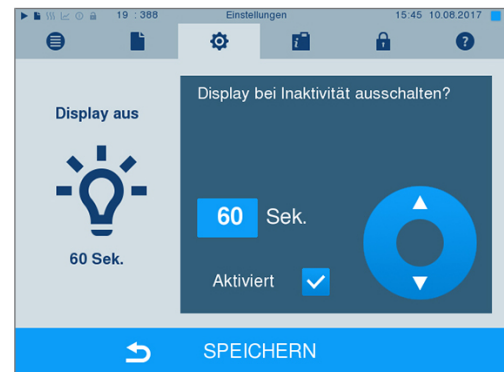 19 : 388 Einstellungen 15:45 10.08.2017
Display aus
60 Sek.
Display bei Inaktivität ausschalten?
60 Sek.
Aktiviert
SPEICHERN